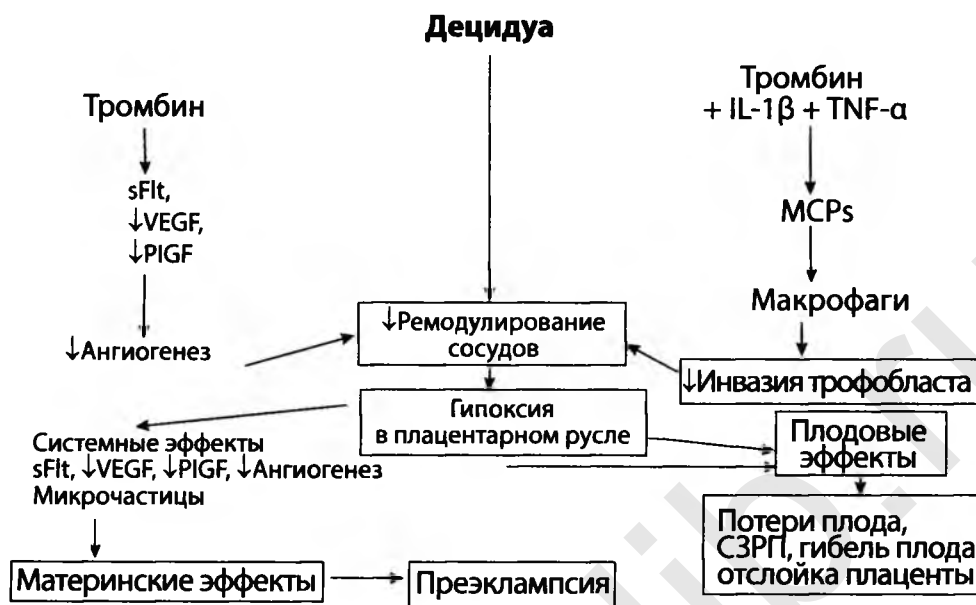 Децидуа
Тромбин
sFlt,
↓VEGF,
↓PlGF
↓Ангиогенез
Тромбин
+ IL-1β + TNF-α
MCPs
Макрофаги
↓Инвазия трофобласта
↓Ремодулирование
сосудов
Гипоксия
в плацентарном русле
Системные эффекты
sFlt, ↓VEGF, ↓PlGF, ↓Ангиогенез
Микрочастицы
Материнские эффекты
Преэклампсия
Плодовые
эффекты
Потери плода,
СЗРП, гибель плода
отслойка плаценты